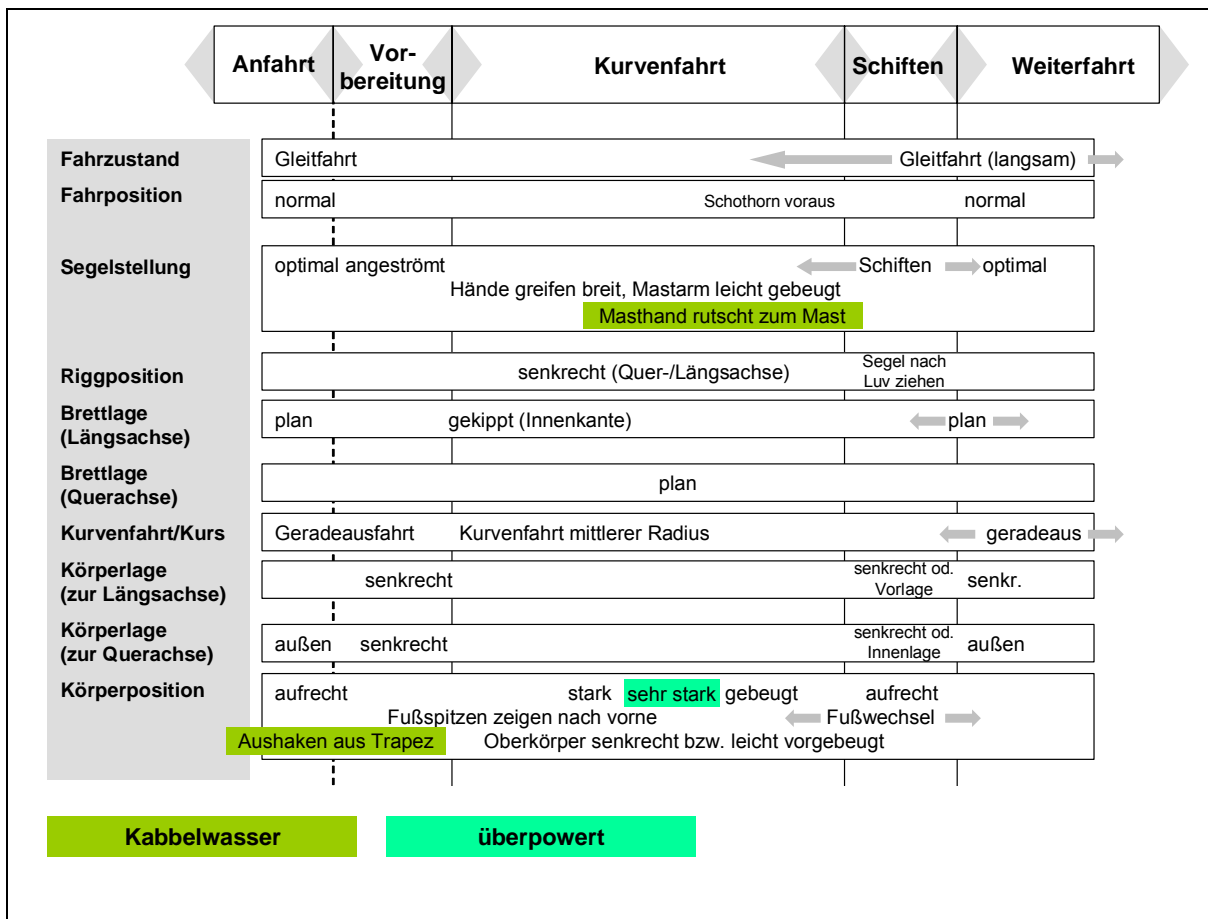 Anfahrt
Vor-
bereitung
Kurvenfahrt
Schiften
Weiterfahrt
Fahrzustand
Gleitfahrt
Gleitfahrt (langsam)
Fahrposition
normal
Schothorn voraus
normal
Segelstellung
optimal angeströmt
Schiften
optimal
Hände greifen breit, Mastarm leicht gebeugt
Masthand rutscht zum Mast
Riggposition
senkrecht (Quer-/Längsachse)
Segel nach
Luv ziehen
Brettlage
(Längsachse)
plan
gekippt (Innenkante)
plan
Brettlage
(Querachse)
plan
Kurvenfahrt/Kurs
Geradeausfahrt
Kurvenfahrt mittlerer Radius
geradeaus
Körperlage
(zur Längsachse)
senkrecht
senkrecht od.
Vorlage
senkr.
Körperlage
(zur Querachse)
außen
senkrecht
senkrecht od.
Innenlage
außen
Körperposition
aufrecht
stark sehr stark gebeugt
aufrecht
Fußspitzen zeigen nach vorne
Fußwechsel
Aushaken aus Trapez
Oberkörper senkrecht bzw. leicht vorgebeugt
Kabbelwasser
überpowert